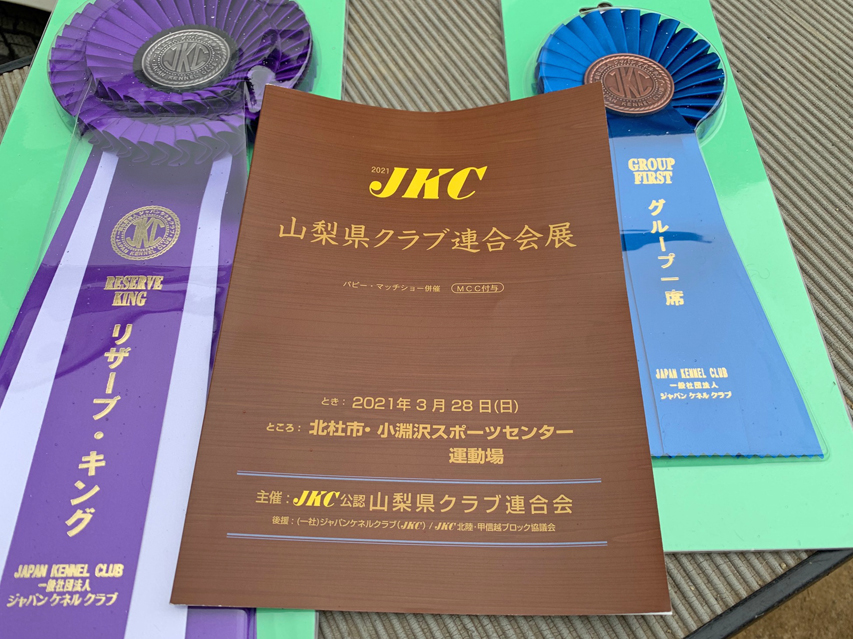 JKC
JAPAN KENNEL CLUB
JKC
RESERVE
KING
リザーブ・キング
JAPAN KENNEL CLUB
一般社団法人
ジャパン ケネル クラブ
2021 JKC
山梨県クラブ連合会展
パピー・マッチショー併催 MCC付与
とき： 2021年3月28日(日)
ところ： 北杜市・小淵沢スポーツセンター
運動場
主催：JKC公認 山梨県クラブ連合会
後援：(一社)ジャパンケネルクラブ(JKC) / JKC北陸・甲信越ブロック協議会
JKC
GROUP
FIRST
グループ一席
JAPAN KENNEL CLUB
一般社団法人
ジャパン ケネル クラブ